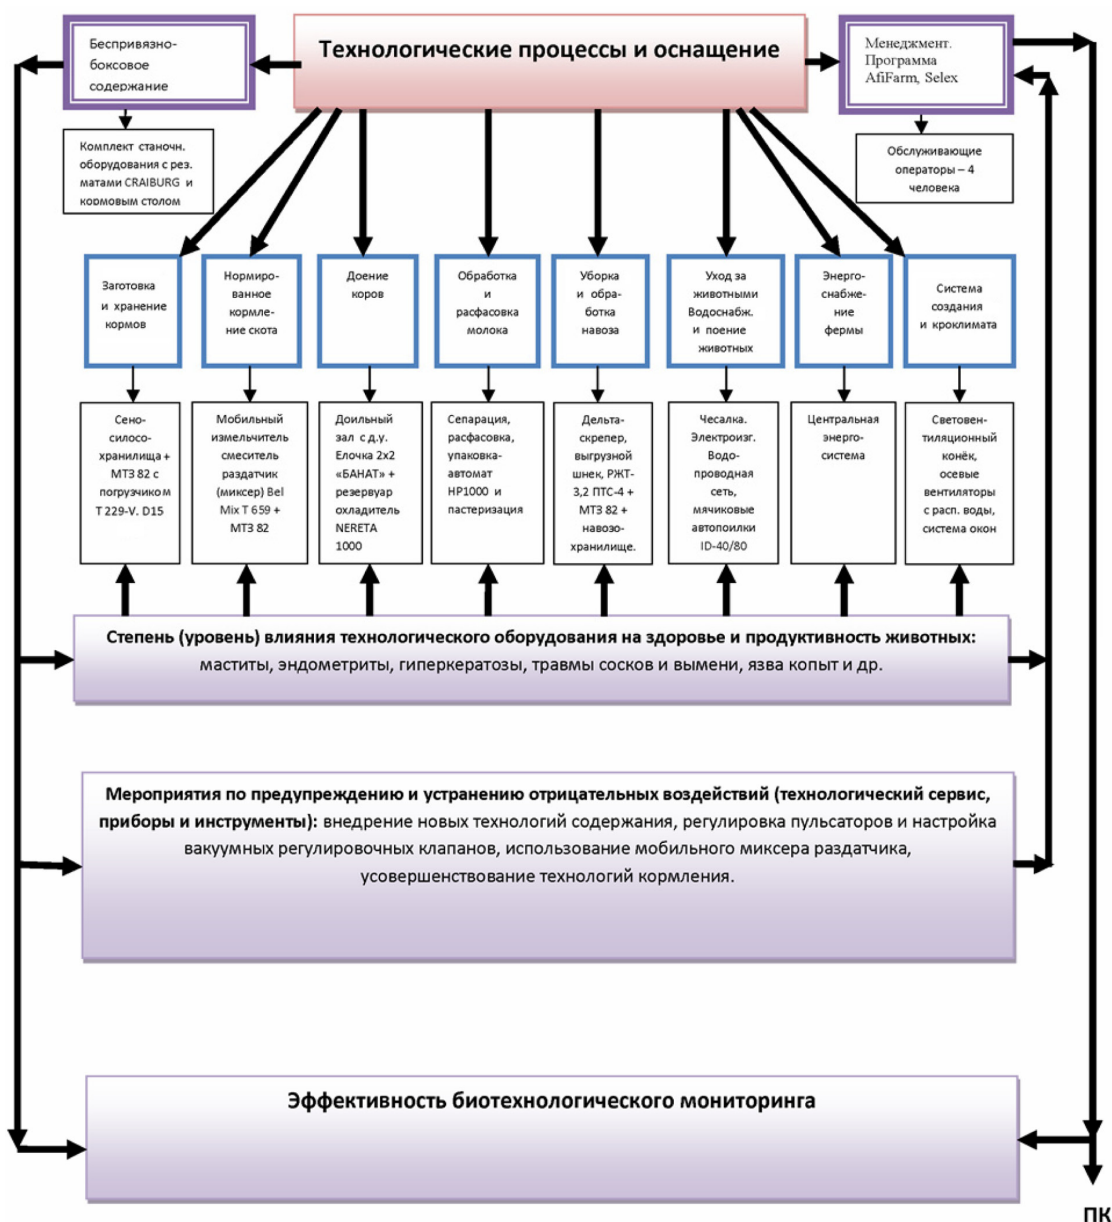 Технологические процессы и оснащение
Беспривязно-
боксовое
содержание
Менеджмент.
Программа
AfiFarm, Selex
Комплект станочн.
оборудования с рез.
матами CRAIBURG и
кормовым столом
Обслуживающие
операторы – 4
человека
Заготовка
и хранение
кормов
Нормиро-
ванное
кормле-
ние скота
Доение
коров
Обработка
и
расфасовка
молока
Уборка
и обра-
ботка
навоза
Уход за
животными
Водоснабж.
и поение
животных
Энерго-
снабже-
ние
фермы
Система
создания
и кроклимата
Сено-
силосо-
хранилища +
МТЗ 82 с
погрузчиком
Т 229-V. D15
Мобильный
измельчитель
смеситель
раздатчик
(миксер) Bel
Mix T 659 +
МТЗ 82
Доильный
зал с д.у.
Елочка 2х2
«БАНАТ» +
резервуар
охладитель
NERETA
1000
Сепарация,
расфасовка,
упаковка-
автомат
НР1000 и
пастеризация
Дельта-
скрепер,
выгрузной
шнек, РЖТ-
3,2 ПТС-4 +
МТЗ 82 +
навозо-
хранилище.
Чесалка.
Электроизг.
Водо-
проводная
сеть,
мячиковые
автопоилки
ID-40/80
Центральная
энерго-
система
Световен-
тиляционный
конёк,
осевые
вентиляторы
с расп. воды,
система окон
Степень (уровень) влияния технологического оборудования на здоровье и продуктивность животных:
маститы, эндометриты, гиперкератозы, травмы сосков и вымени, язва копыт и др.
Мероприятия по предупреждению и устранению отрицательных воздействий (технологический сервис,
приборы и инструменты): внедрение новых технологий содержания, регулировка пульсаторов и настройка
вакуумных регулировочных клапанов, использование мобильного миксера раздатчика,
усовершенствование технологий кормления.
Эффективность биотехнологического мониторинга
ПК